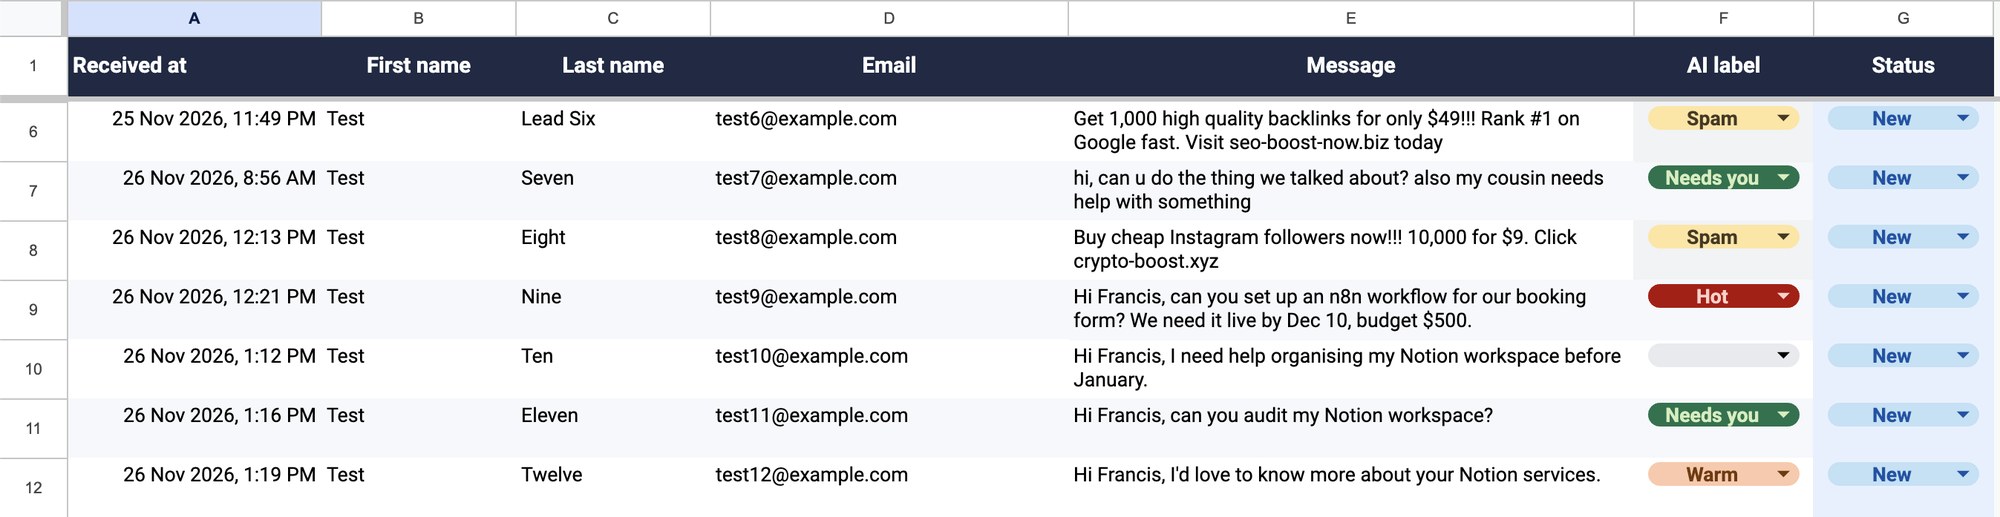 A B C D E F G
1 Received at First name Last name Email Message AI label Status
6 25 Nov 2026, 11:49 PM Test Lead Six test6@example.com Get 1,000 high quality backlinks for only $49!!! Rank #1 on Spam New
Google fast. Visit seo-boost-now.biz today
7 26 Nov 2026, 8:56 AM Test Seven test7@example.com hi, can u do the thing we talked about? also my cousin needs Needs you New
help with something
8 26 Nov 2026, 12:13 PM Test Eight test8@example.com Buy cheap Instagram followers now!!! 10,000 for $9. Click Spam New
crypto-boost.xyz
9 26 Nov 2026, 12:21 PM Test Nine test9@example.com Hi Francis, can you set up an n8n workflow for our booking Hot New
form? We need it live by Dec 10, budget $500.
10 26 Nov 2026, 1:12 PM Test Ten test10@example.com Hi Francis, I need help organising my Notion workspace before New
January.
11 26 Nov 2026, 1:16 PM Test Eleven test11@example.com Hi Francis, can you audit my Notion workspace? Needs you New
12 26 Nov 2026, 1:19 PM Test Twelve test12@example.com Hi Francis, I'd love to know more about your Notion services. Warm New